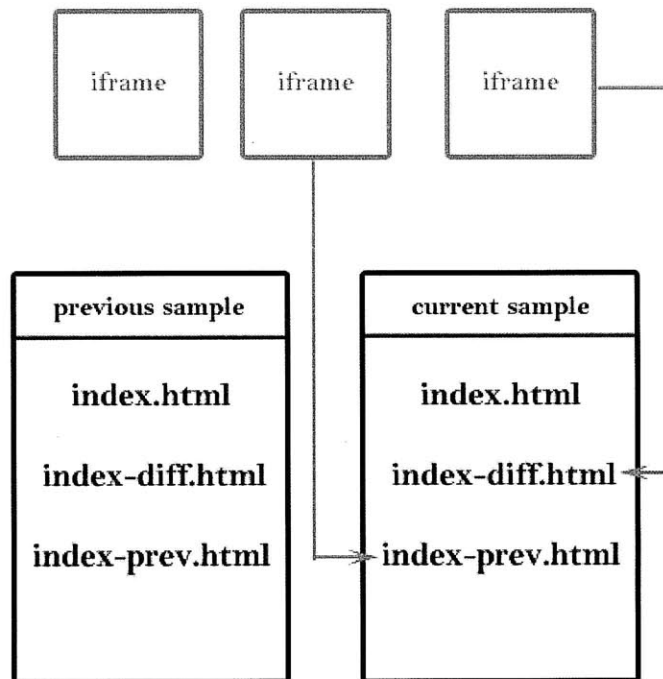 iframe
iframe
iframe
previous sample
current sample
index.html
index.html
index-diff.html
index-diff.html
index-prev.html
index-prev.html